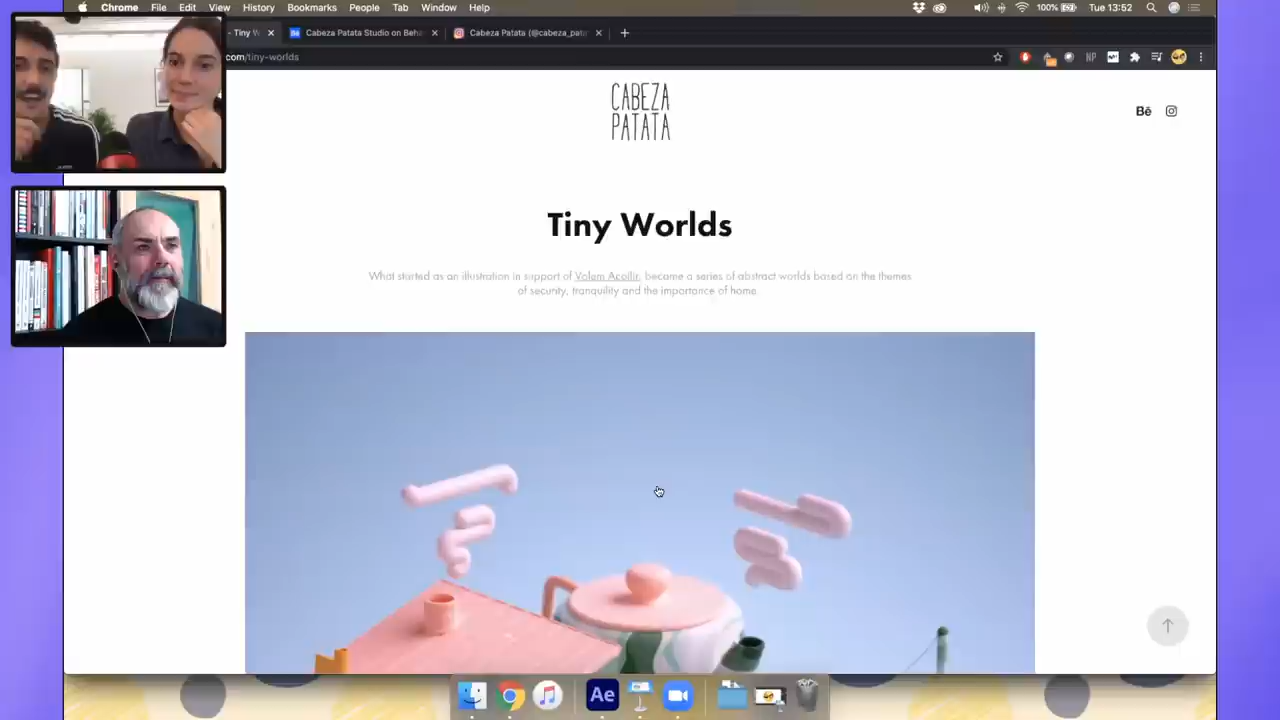 Chrome File Edit View History Bookmarks People Tab Window Help 100% Tue 13:52
- Tiny W Cabeza Patata Studio on Beha Cabeza Patata (@cabeza_pata
com/tiny-worlds
CABEZA
PATATA
Bē
Tiny Worlds
What started as an illustration in support of Volem Acollir, became a series of abstract worlds based on the themes
of security, tranquility and the importance of home
Ae